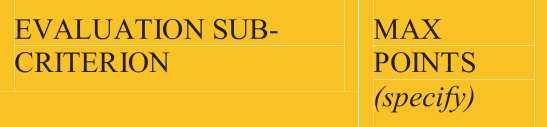 EVALUATION SUB-
CRITERION
MAX
POINTS
(specify)